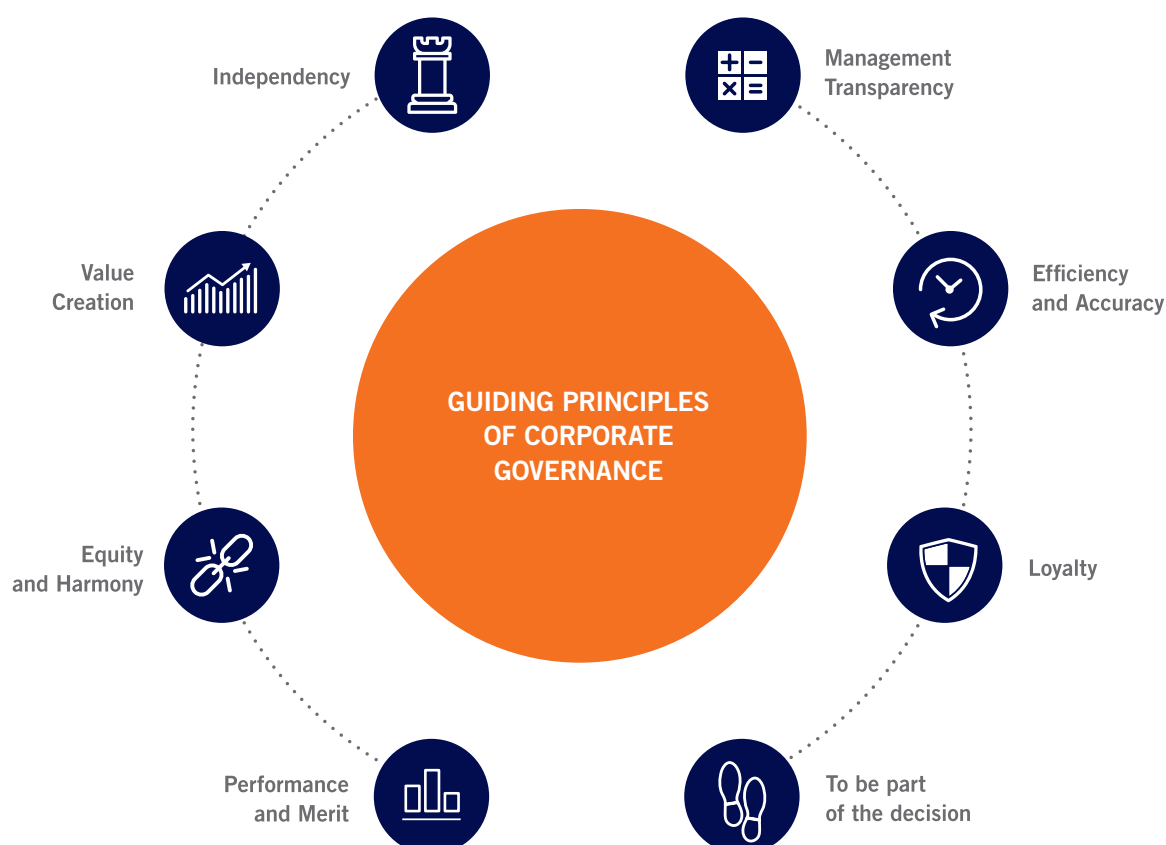 Independency
Management
Transparency
Value
Creation
Efficiency
and Accuracy
GUIDING PRINCIPLES
OF CORPORATE
GOVERNANCE
Equity
and Harmony
Loyalty
Performance
and Merit
To be part
of the decision